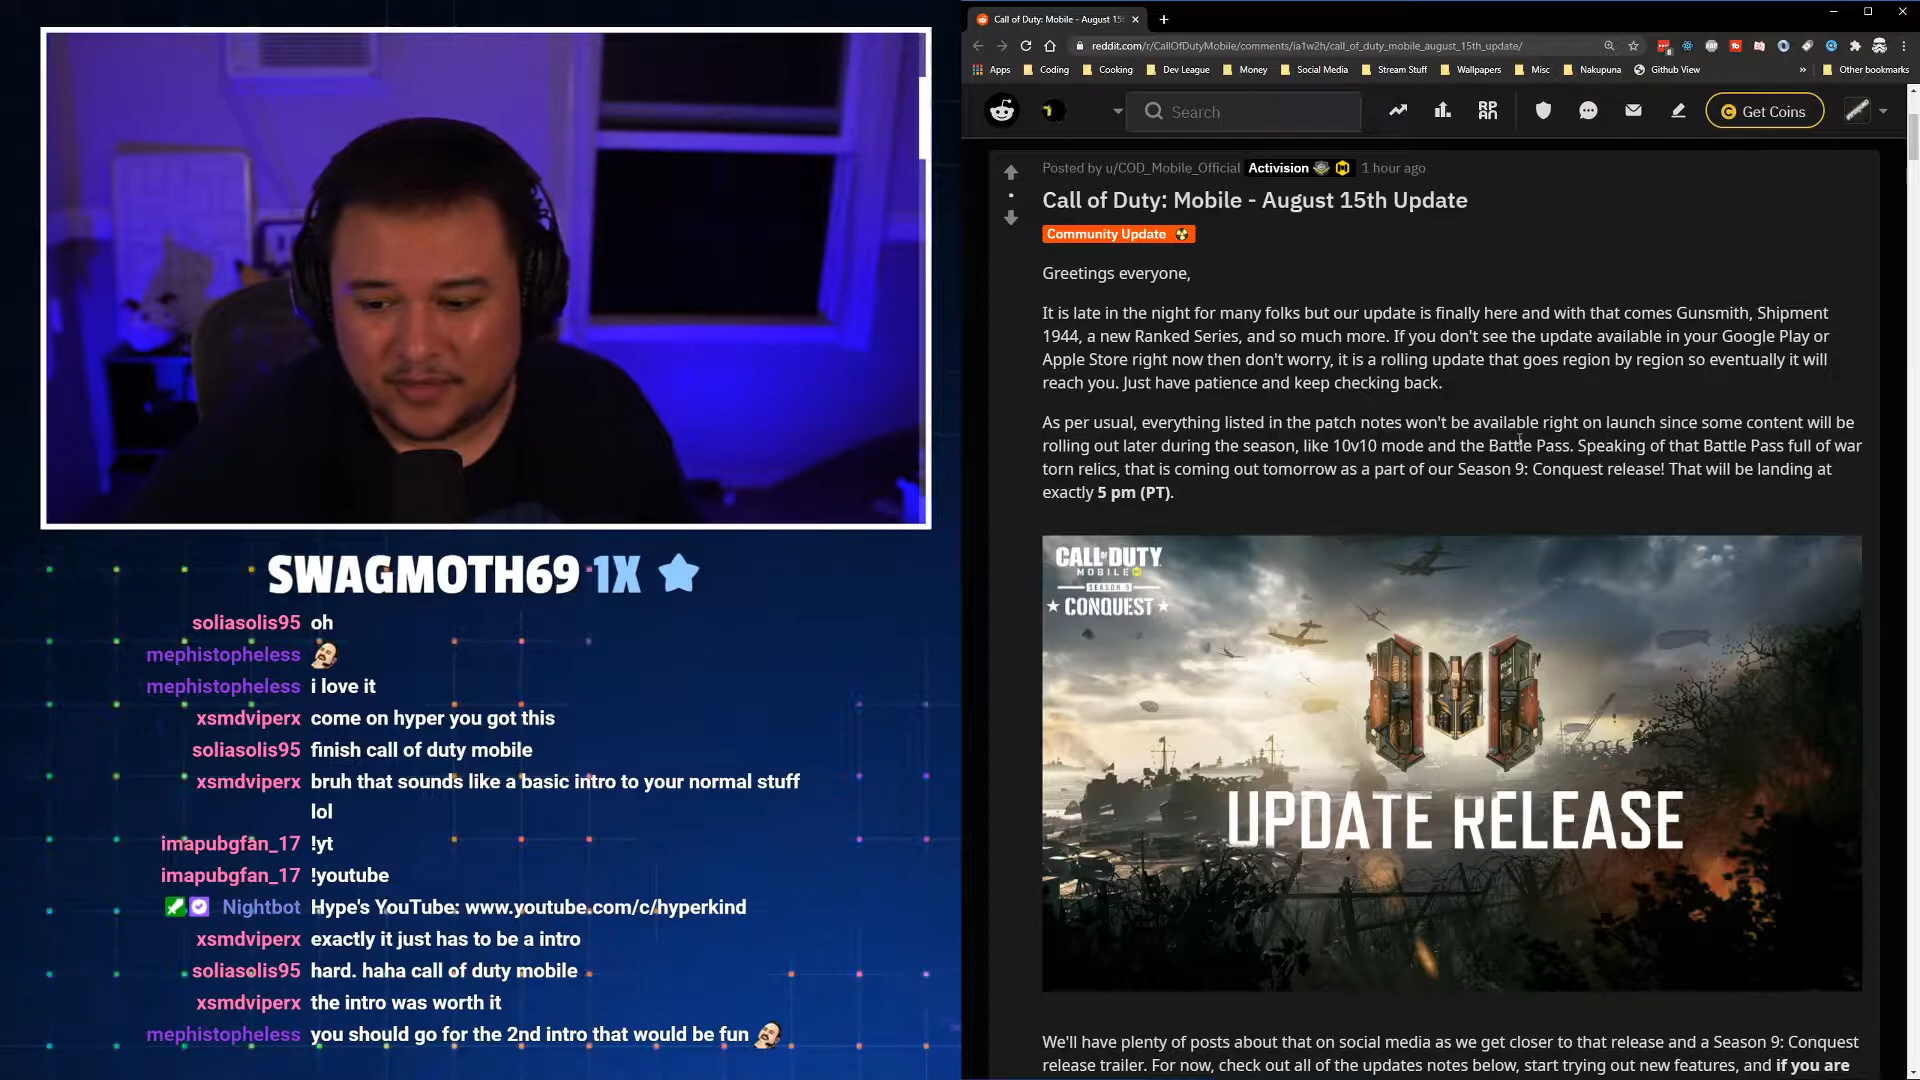 SWAGMOTH69 1X
soliasolis95 oh
mephistopheless
mephistopheless i love it
xsmdviperx come on hyper you got this
soliasolis95 finish call of duty mobile
xsmdviperx bruh that sounds like a basic intro to your normal stuff
lol
imapubgfan_17 !yt
imapubgfan_17 !youtube
Nightbot Hype's YouTube: www.youtube.com/c/hyperkind
xsmdviperx exactly it just has to be a intro
soliasolis95 hard. haha call of duty mobile
xsmdviperx the intro was worth it
mephistopheless you should go for the 2nd intro that would be fun
Call of Duty: Mobile - August 15
reddit.com/r/CallOfDutyMobile/comments/ia1w2h/call_of_duty_mobile_august_15th_update/
Apps Coding Cooking Dev League Money Social Media Stream Stuff Wallpapers Misc Nakupuna Github View » Other bookmarks
Search RPAN Get Coins
Posted by u/COD_Mobile_Official Activision 1 hour ago
Call of Duty: Mobile - August 15th Update
Community Update
Greetings everyone,
It is late in the night for many folks but our update is finally here and with that comes Gunsmith, Shipment
1944, a new Ranked Series, and so much more. If you don't see the update available in your Google Play or
Apple Store right now then don't worry, it is a rolling update that goes region by region so eventually it will
reach you. Just have patience and keep checking back.
As per usual, everything listed in the patch notes won't be available right on launch since some content will be
rolling out later during the season, like 10v10 mode and the Battle Pass. Speaking of that Battle Pass full of war
torn relics, that is coming out tomorrow as a part of our Season 9: Conquest release! That will be landing at
exactly 5 pm (PT).
CALL OF DUTY
MOBILE
SEASON 9
CONQUEST
UPDATE RELEASE
We'll have plenty of posts about that on social media as we get closer to that release and a Season 9: Conquest
release trailer. For now, check out all of the updates notes below, start trying out new features, and if you are